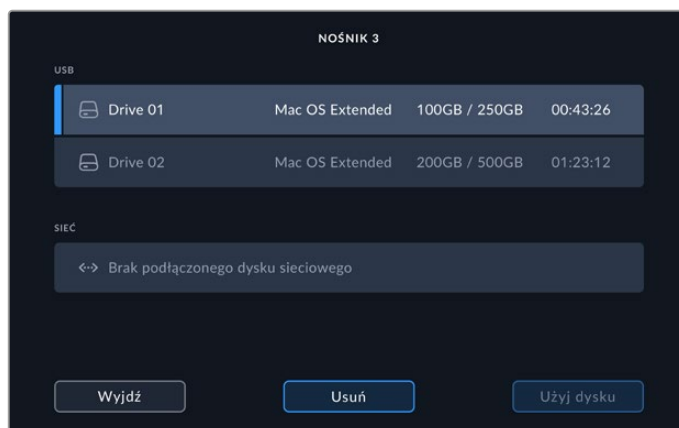 NOŚNIK 3
USB
Drive 01 Mac OS Extended 100GB / 250GB 00:43:26
Drive 02 Mac OS Extended 200GB / 500GB 01:23:12
SIEĆ
Brak podłączonego dysku sieciowego
Wyjdź Usuń Użyj dysku